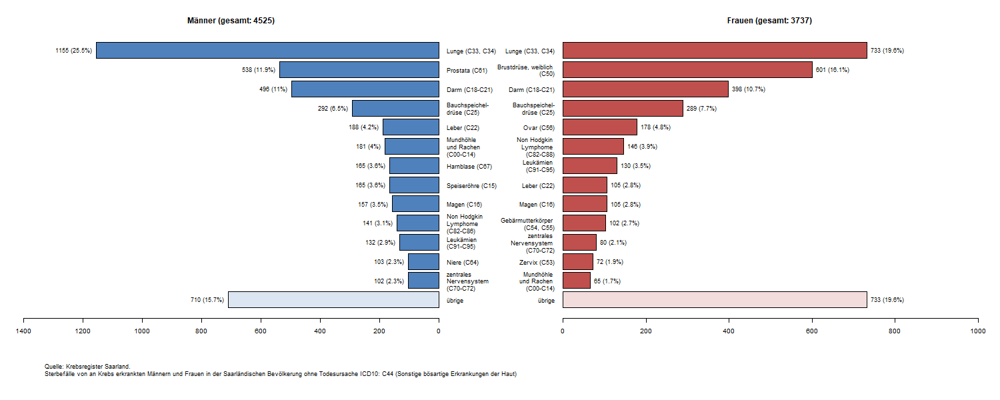 Männer (gesamt: 4525)
Frauen (gesamt: 3737)
1155 (25.5%)
Lunge (C33, C34)
Lunge (C33, C34)
733 (19.6%)
538 (11.9%)
Prostata (C61)
Brustdrüse, weiblich
(C50)
601 (16.1%)
496 (11%)
Darm (C18-C21)
Darm (C18-C21)
398 (10.7%)
292 (6.5%)
Bauchspeichel-
drüse (C25)
Bauchspeichel-
drüse (C25)
289 (7.7%)
188 (4.2%)
Leber (C22)
Ovar (C56)
178 (4.8%)
181 (4%)
Mundhöhle
und Rachen
(C00-C14)
Non Hodgkin
Lymphome
(C82-C88)
146 (3.9%)
165 (3.6%)
Harnblase (C67)
Leukämien
(C91-C95)
130 (3.5%)
165 (3.6%)
Speiseröhre (C15)
Leber (C22)
105 (2.8%)
157 (3.5%)
Magen (C16)
Magen (C16)
105 (2.8%)
141 (3.1%)
Non Hodgkin
Lymphome
(C82-C86)
Gebärmutterkörper
(C54, C55)
102 (2.7%)
132 (2.9%)
Leukämien
(C91-C95)
zentrales
Nervensystem
(C70-C72)
80 (2.1%)
103 (2.3%)
Niere (C64)
Zervix (C53)
72 (1.9%)
102 (2.3%)
zentrales
Nervensystem
(C70-C72)
Mundhöhle
und Rachen
(C00-C14)
65 (1.7%)
710 (15.7%)
übrige
übrige
733 (19.6%)
1400 1200 1000 800 600 400 200 0
0 200 400 600 800 1000
Quelle: Krebsregister Saarland.
Sterbefälle von an Krebs erkrankten Männern und Frauen in der Saarländischen Bevölkerung ohne Todesursache ICD10: C44 (Sonstige bösartige Erkrankungen der Haut)